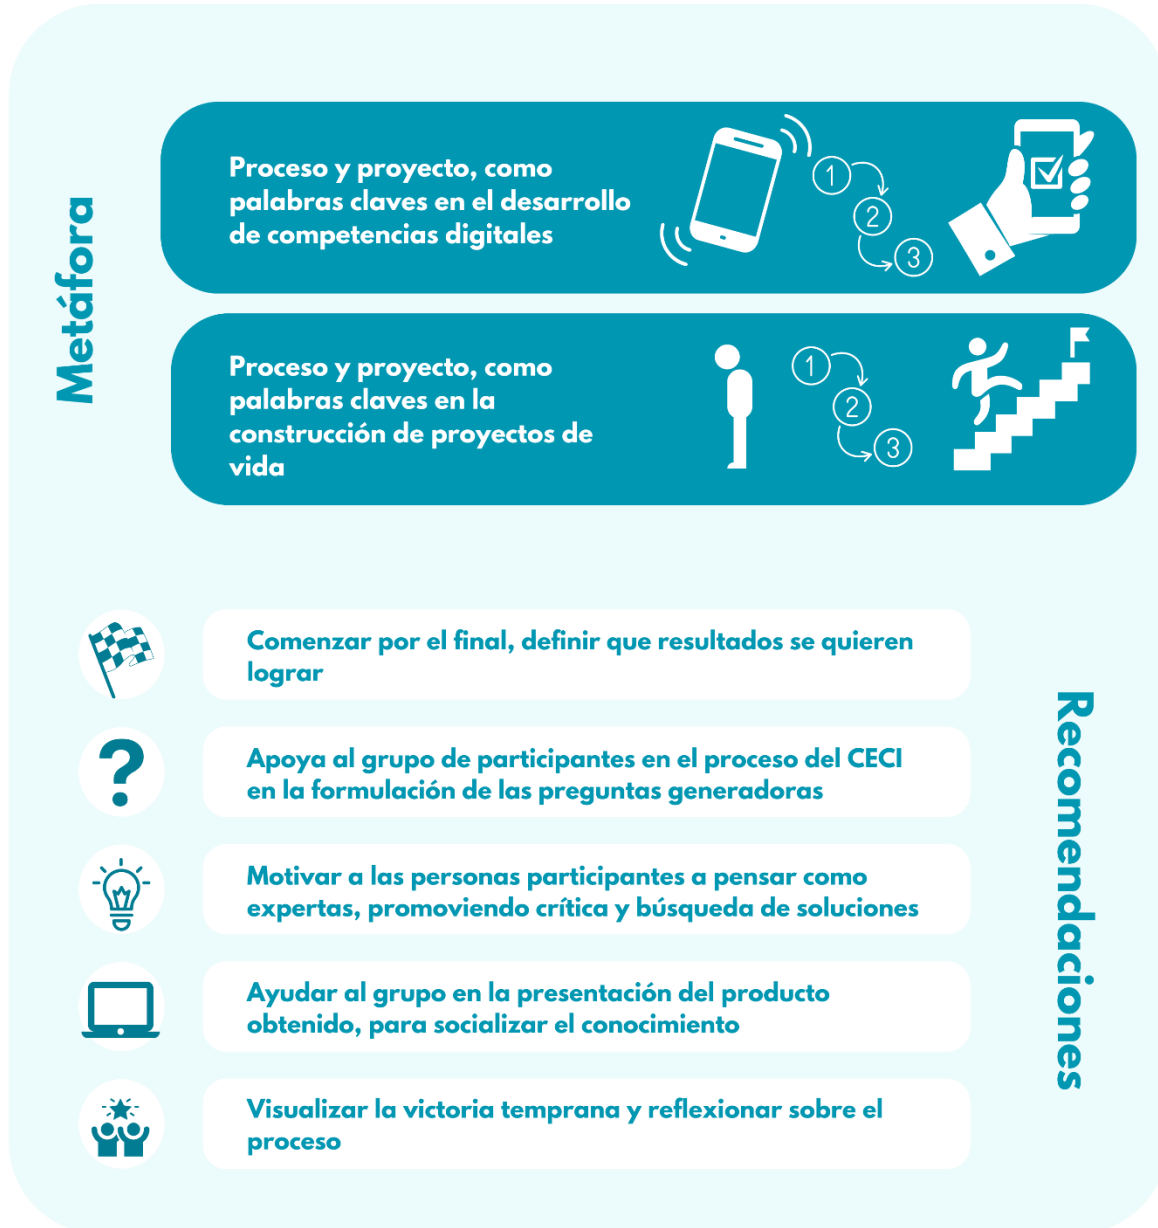 Metáfora
Proceso y proyecto, como
palabras claves en el desarrollo
de competencias digitales
1
2
3
Proceso y proyecto, como
palabras claves en la
construcción de proyectos de
vida
1
2
3
Recomendaciones
Comenzar por el final, definir que resultados se quieren
lograr
?
Apoya al grupo de participantes en el proceso del CECI
en la formulación de las preguntas generadoras
Motivar a las personas participantes a pensar como
expertas, promoviendo crítica y búsqueda de soluciones
Ayudar al grupo en la presentación del producto
obtenido, para socializar el conocimiento
Visualizar la victoria temprana y reflexionar sobre el
proceso